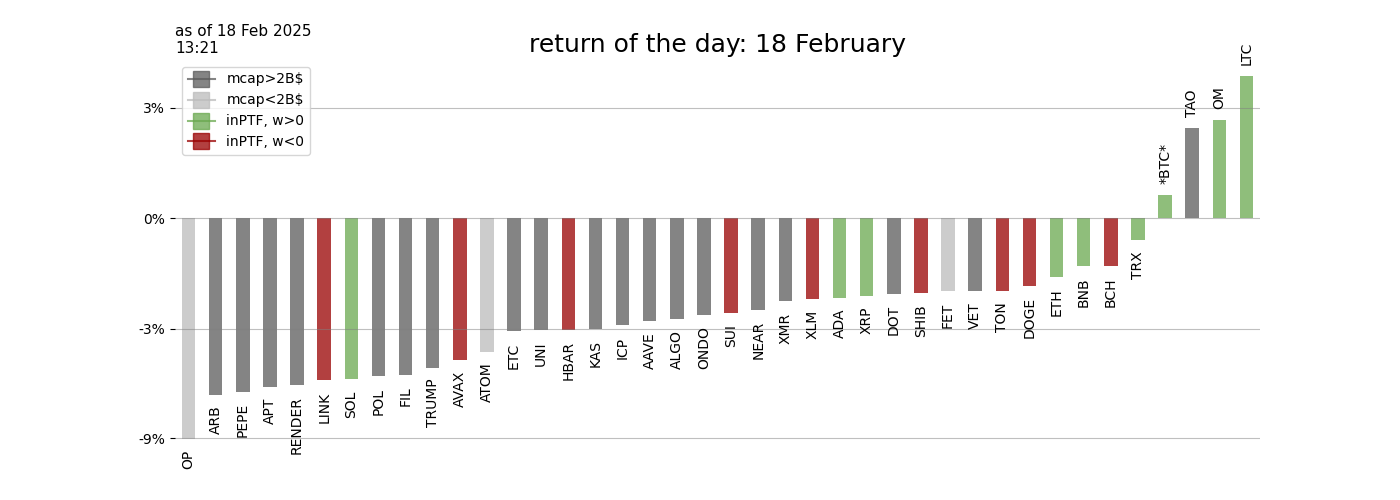 as of 18 Feb 2025
13:21
return of the day: 18 February
mcap>2B$
mcap<2B$
inPTF, w>0
inPTF, w<0
3%
0%
-3%
-9%
OP
ARB
PEPE
APT
RENDER
LINK
SOL
POL
FIL
TRUMP
AVAX
ATOM
ETC
UNI
HBAR
KAS
ICP
AAVE
ALGO
ONDO
SUI
NEAR
XMR
XLM
ADA
XRP
DOT
SHIB
FET
VET
TON
DOGE
ETH
BNB
BCH
TRX
*BTC*
TAO
OM
LTC